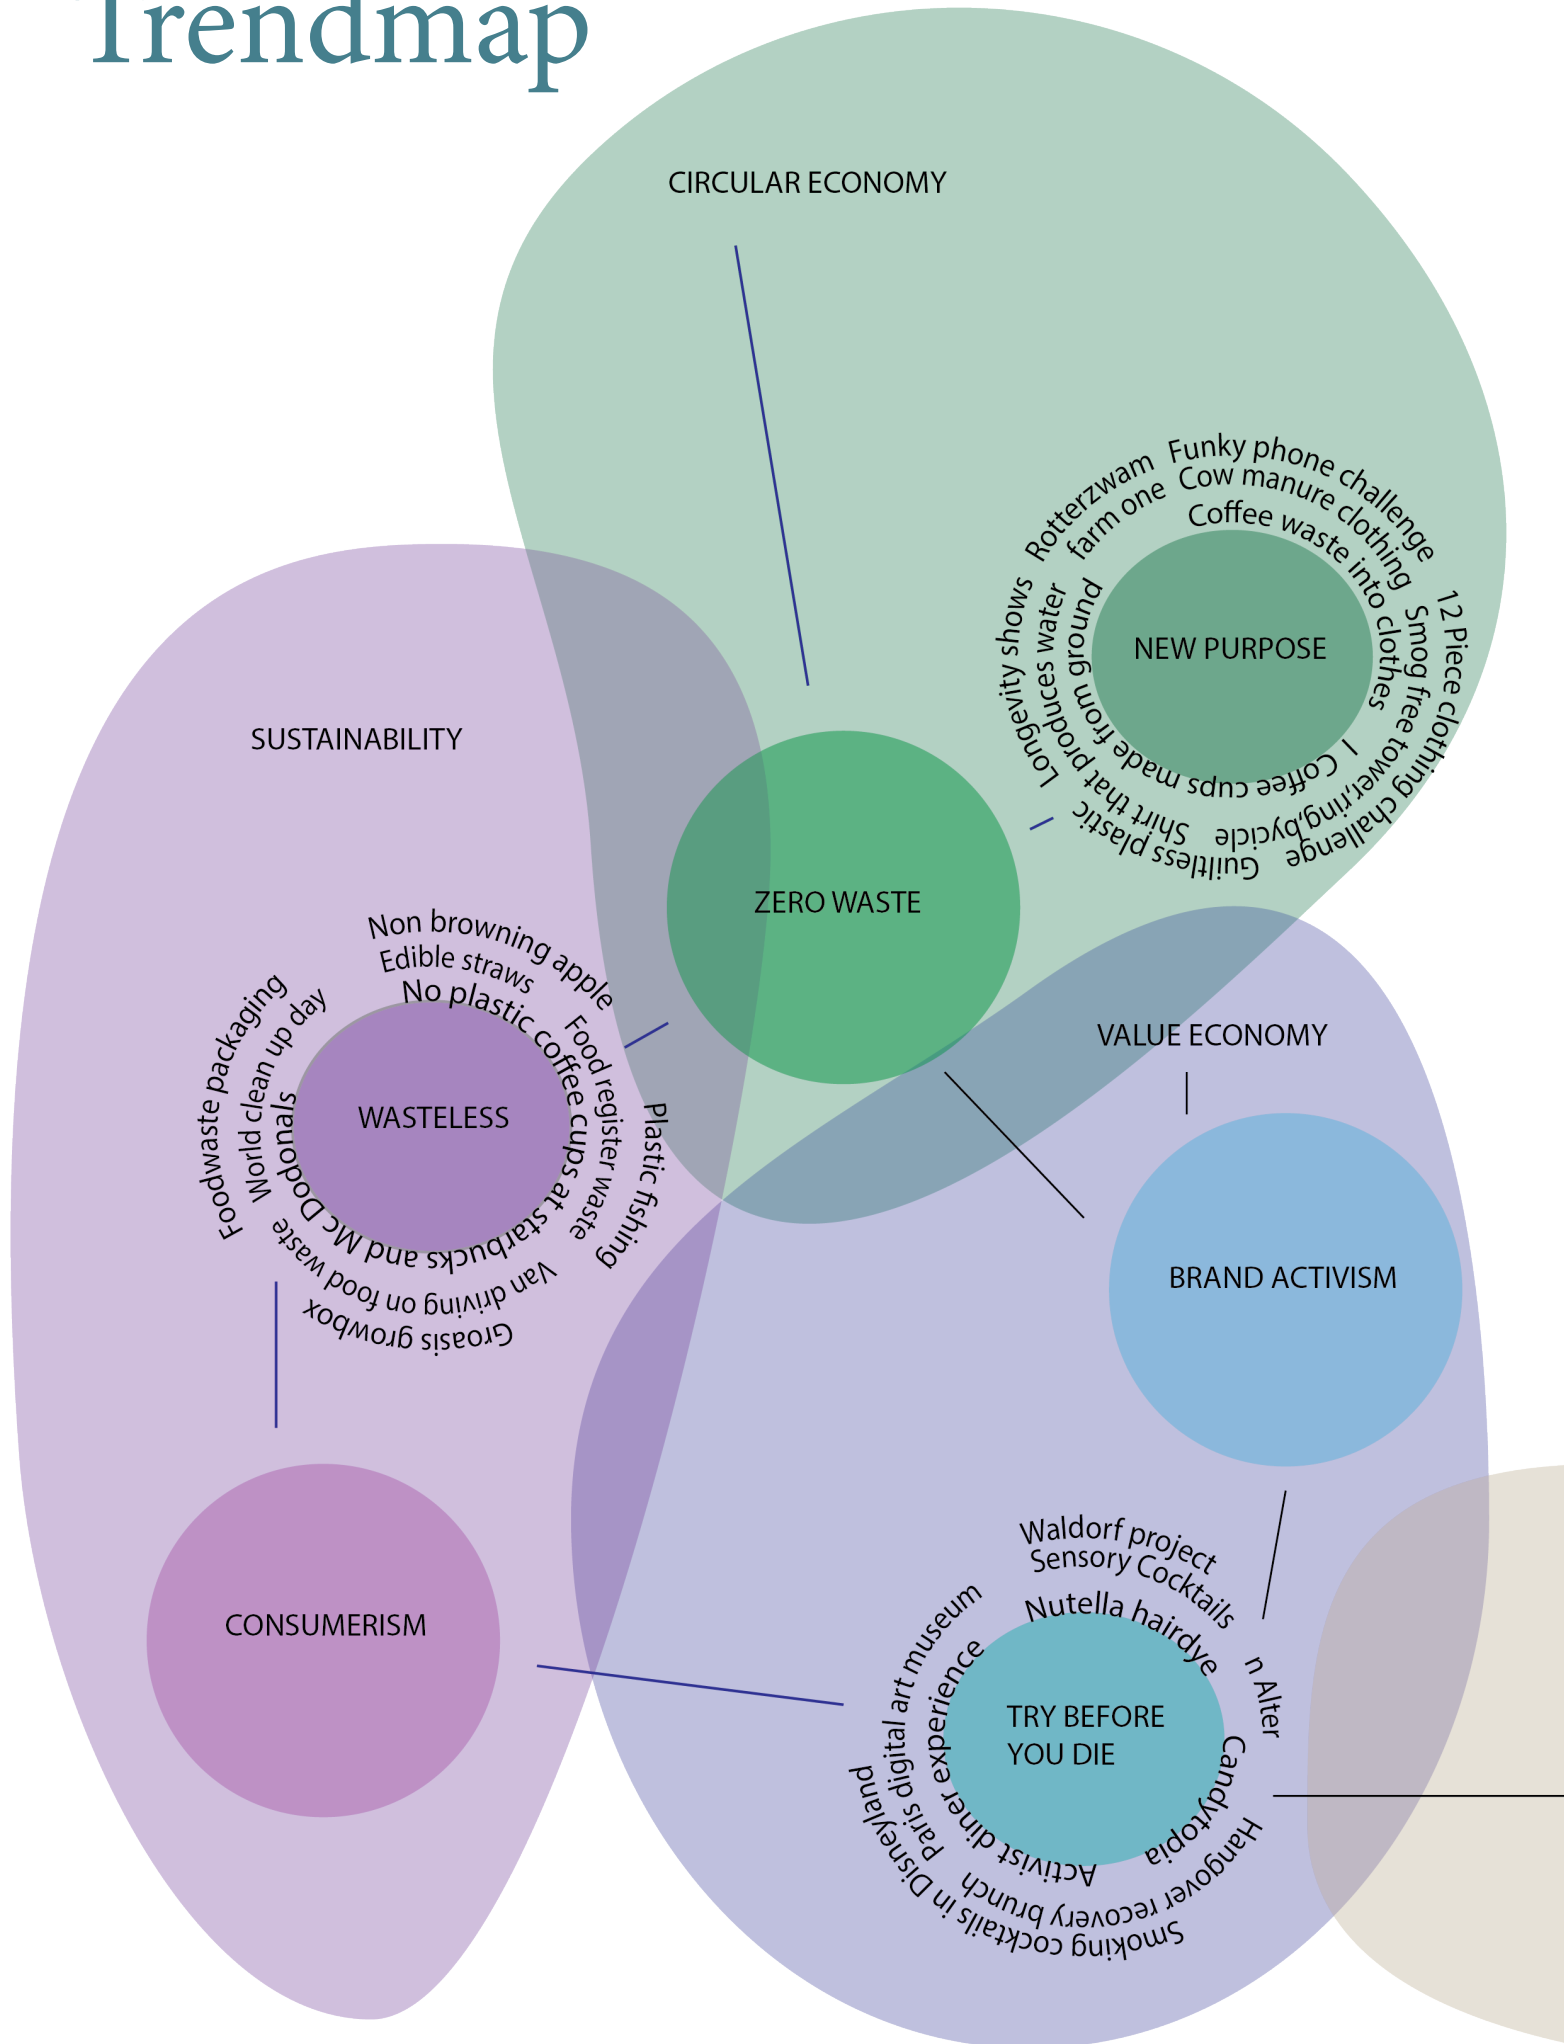 Trendmap
CIRCULAR ECONOMY
Funky phone challenge
12 Piece clothing challenge
Guiltless plastic
Longevity shows
Rotterzwam
Cow manure clothing
Smog free tower,ring,bycicle
Shirt that produces water
farm one
Coffee waste into clothes
I Coffee cups made from ground
NEW PURPOSE
SUSTAINABILITY
ZERO WASTE
Non browning apple
Plastic fishing
Groasis growbox
Foodwaste packaging
Edible straws
Food register waste
Van driving on food waste
World clean up day
No plastic coffee cups at starbucks and Mc Dodonals
WASTELESS
VALUE ECONOMY
BRAND ACTIVISM
CONSUMERISM
Waldorf project
n Alter
Smoking cocktails in Disneyland
Sensory Cocktails
Hangover recovery brunch
Paris digital art museum
Nutella hairdye
Candytopia
Activist diner experience
TRY BEFORE
YOU DIE